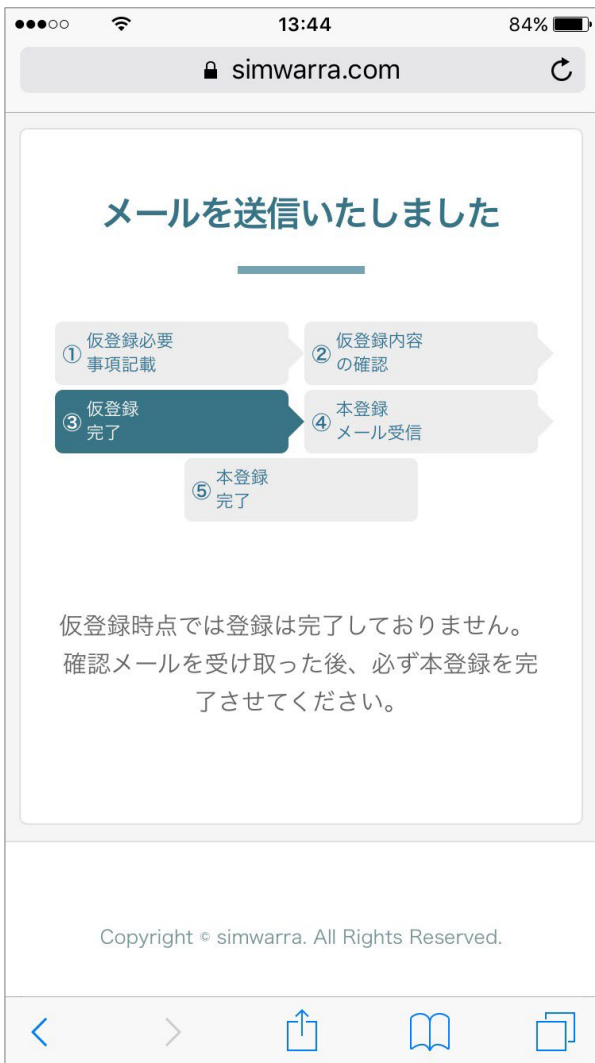 13:44
84%
simwarra.com
メールを送信いたしました
① 仮登録必要
事項記載
② 仮登録内容
の確認
③ 仮登録
完了
④ 本登録
メール受信
⑤ 本登録
完了
仮登録時点では登録は完了しておりません。
確認メールを受け取った後、必ず本登録を完
了させてください。
Copyright © simwarra. All Rights Reserved.